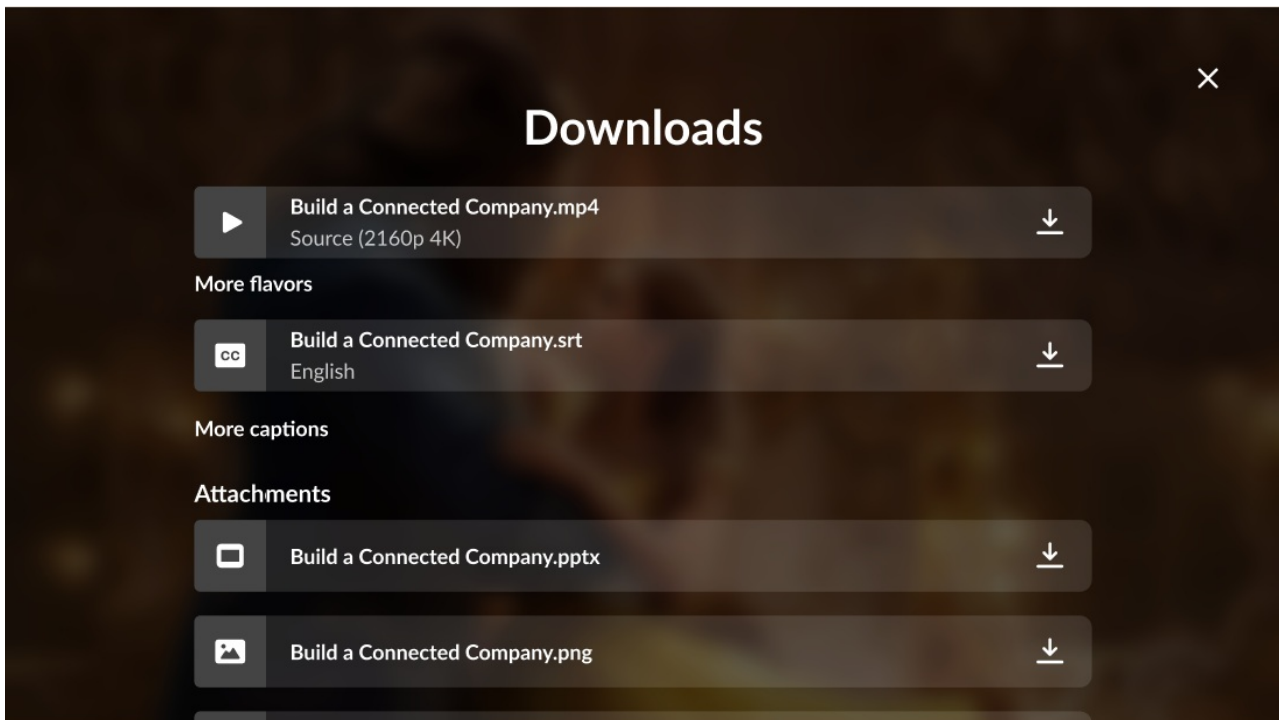 Downloads
Build a Connected Company.mp4
Source (2160p 4K)
More flavors
CC
Build a Connected Company.srt
English
More captions
Attachments
Build a Connected Company.pptx
Build a Connected Company.png